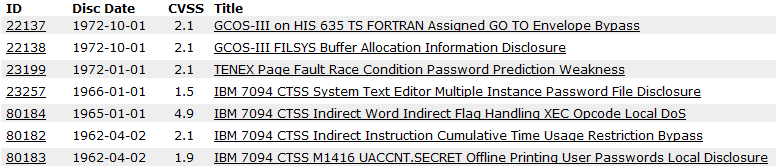 ID Disc Date CVSS Title
22137 1972-10-01 2.1 GCOS-III on HIS 635 TS FORTRAN Assigned GO TO Envelope Bypass
22138 1972-10-01 2.1 GCOS-III FILSYS Buffer Allocation Information Disclosure
23199 1972-01-01 2.1 TENEX Page Fault Race Condition Password Prediction Weakness
23257 1966-01-01 1.5 IBM 7094 CTSS System Text Editor Multiple Instance Password File Disclosure
80184 1965-01-01 4.9 IBM 7094 CTSS Indirect Word Indirect Flag Handling XEC Opcode Local DoS
80182 1962-04-02 2.1 IBM 7094 CTSS Indirect Instruction Cumulative Time Usage Restriction Bypass
80183 1962-04-02 1.9 IBM 7094 CTSS M1416 UACCNT.SECRET Offline Printing User Passwords Local Disclosure